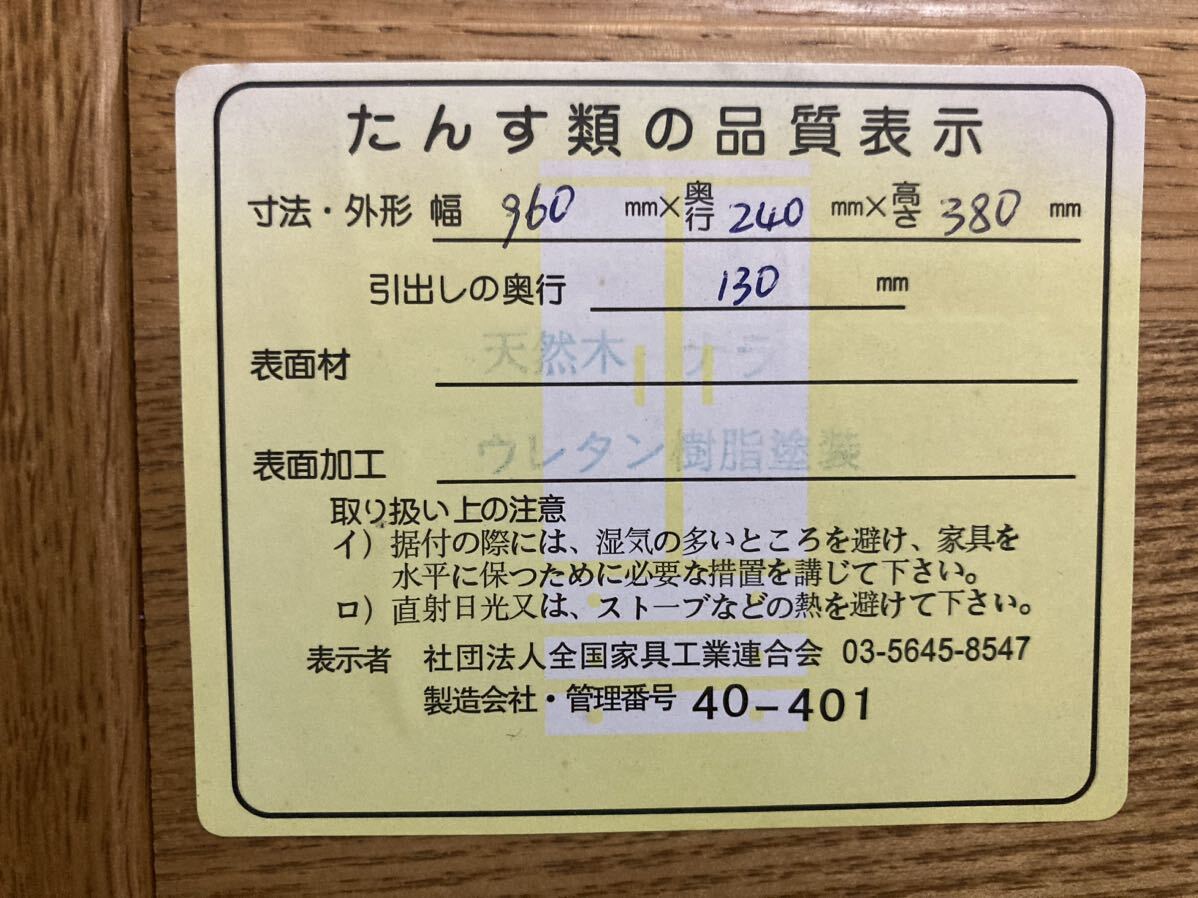 たんす類の品質表示
寸法・外形 幅 960 mm×奥行 240 mm×高さ 380 mm
引出しの奥行 130 mm
表面材 天然木 ナラ
表面加工 ウレタン樹脂塗装
取り扱い上の注意
イ）据付の際には、湿気の多いところを避け、家具を
水平に保つために必要な措置を講じて下さい。
ロ）直射日光又は、ストーブなどの熱を避けて下さい。
表示者 社団法人全国家具工業連合会 03-5645-8547
製造会社・管理番号 40-401